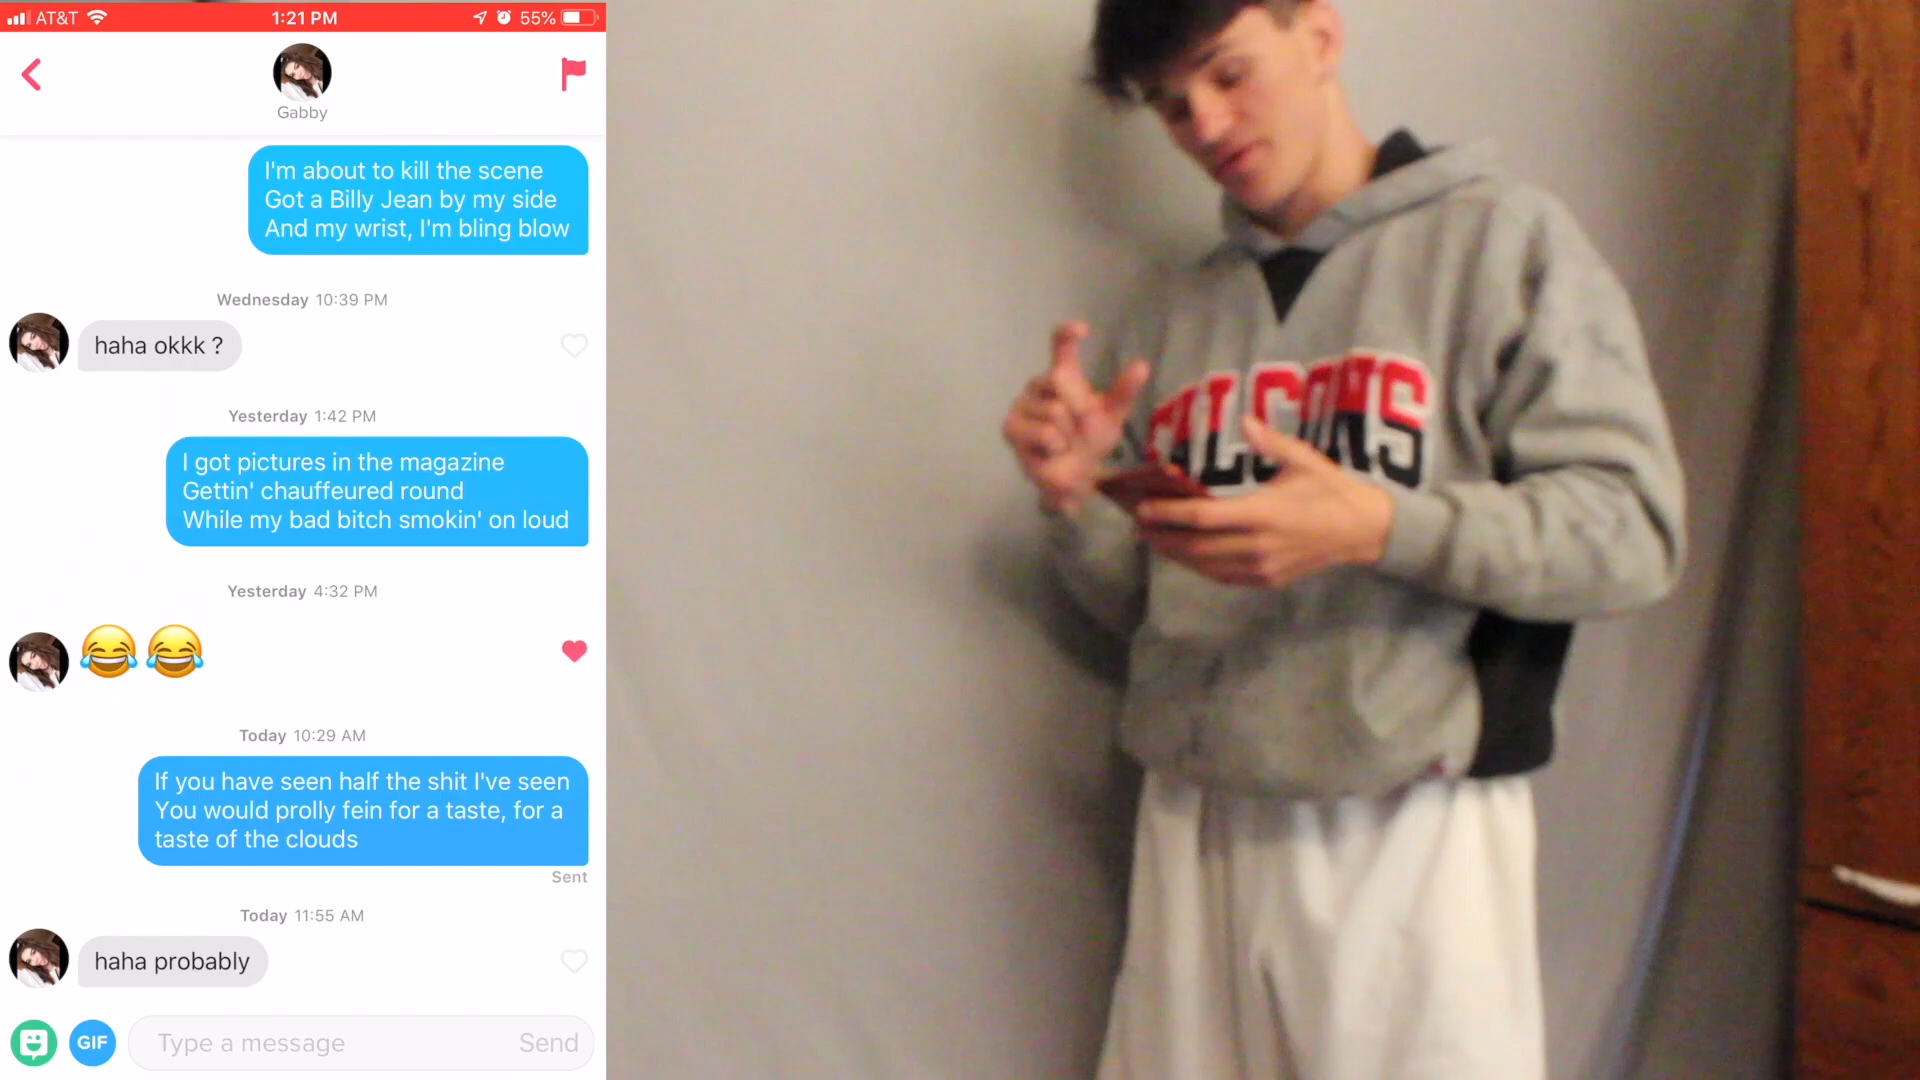 AT&T
1:21 PM
55%
Gabby
I'm about to kill the scene
Got a Billy Jean by my side
And my wrist, I'm bling blow
Wednesday 10:39 PM
haha okkk ?
Yesterday 1:42 PM
I got pictures in the magazine
Gettin' chauffeured round
While my bad bitch smokin' on loud
Yesterday 4:32 PM
😂 😂
Today 10:29 AM
If you have seen half the shit I've seen
You would prolly fein for a taste, for a
taste of the clouds
Sent
Today 11:55 AM
haha probably
GIF
Type a message
Send
FALCONS